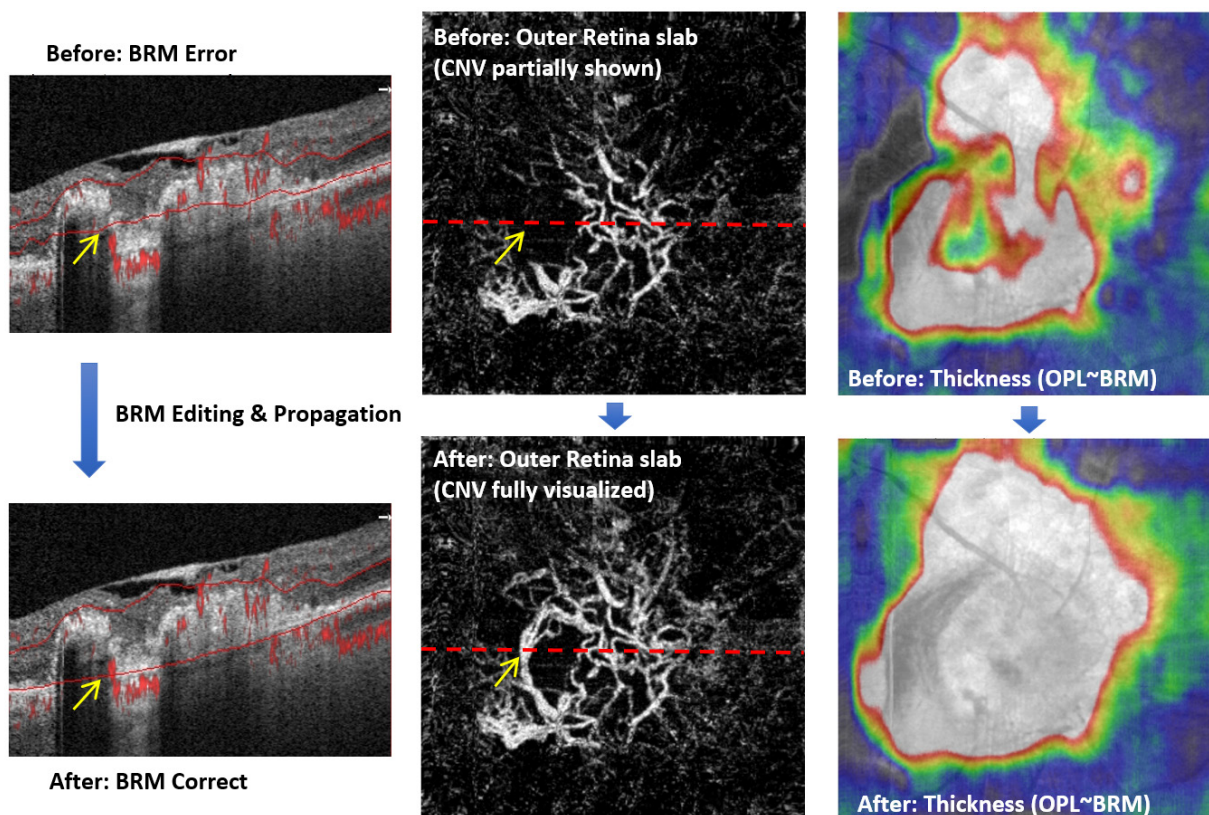 Before: BRM Error
Before: Outer Retina slab
(CNV partially shown)
Before: Thickness (OPL~BRM)
BRM Editing & Propagation
After: Outer Retina slab
(CNV fully visualized)
After: BRM Correct
After: Thickness (OPL~BRM)